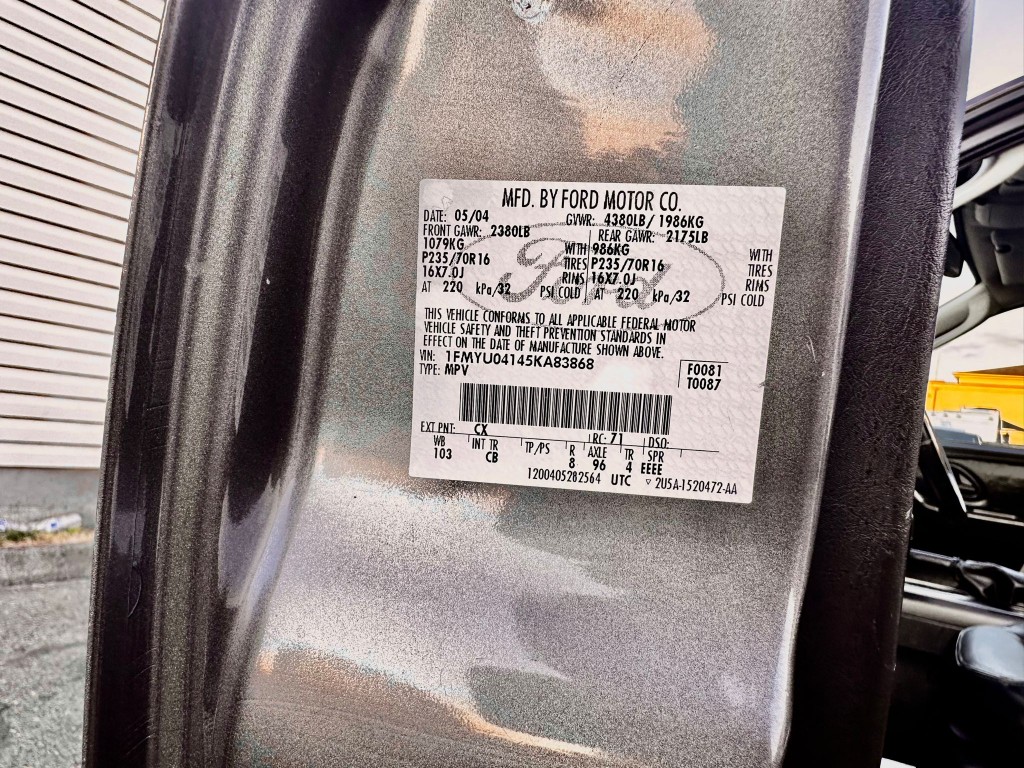 MFD. BY FORD MOTOR CO.
DATE: 05/04 GVWR: 4380LB/ 1986KG
FRONT GAWR: 2380LB REAR GAWR: 2175LB
1079KG WITH 986KG WITH
P235/70R16 TIRES P235/70R16 TIRES
16X7.0J RIMS 16X7.0J RIMS
AT 220 kPa/32 PSI COLD AT 220 kPa/32 PSI COLD
Ford
THIS VEHICLE CONFORMS TO ALL APPLICABLE FEDERAL MOTOR
VEHICLE SAFETY AND THEFT PREVENTION STANDARDS IN
EFFECT ON THE DATE OF MANUFACTURE SHOWN ABOVE.
VIN: 1FMYU04145KA83868 F0081
TYPE: MPV T0087
EXT PNT: CX RC: 71 DSO:
WB INT TR TP/PS R AXLE TR SPR
103 CB 8 96 4 EEEE
1200405282564 UTC ▽ 2U5A-1520472-AA